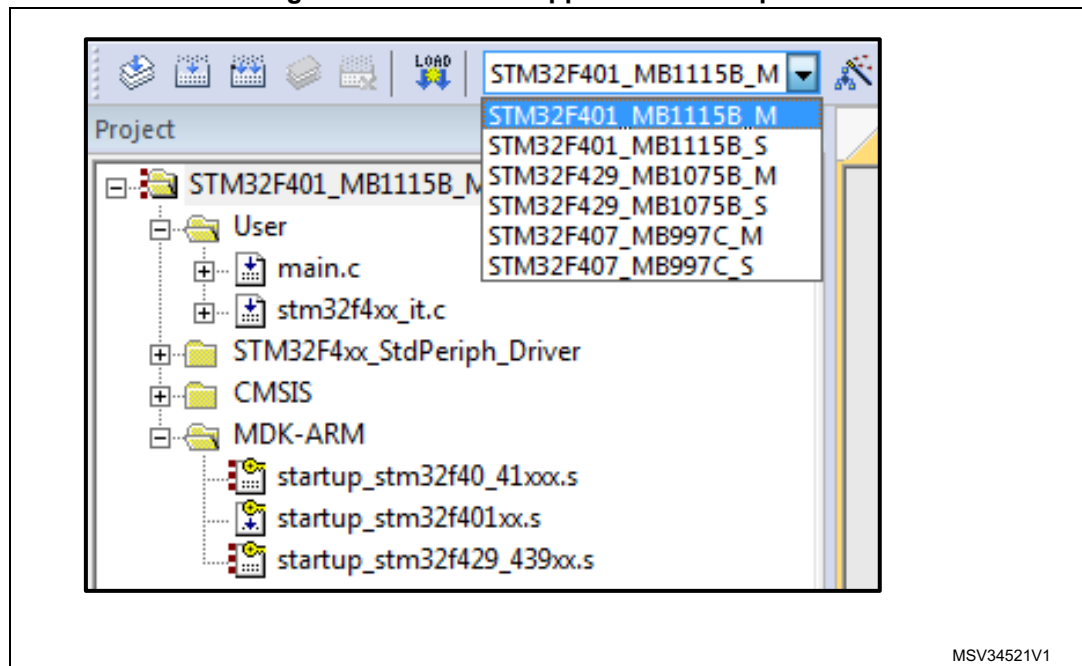 LOAD
STM32F401_MB1115B_M
Project
STM32F401_MB1115B_M
STM32F401_MB1115B_S
STM32F429_MB1075B_M
STM32F429_MB1075B_S
STM32F407_MB997C_M
STM32F407_MB997C_S
STM32F401_MB1115B_M
User
main.c
stm32f4xx_it.c
STM32F4xx_StdPeriph_Driver
CMSIS
MDK-ARM
startup_stm32f40_41xxx.s
startup_stm32f401xx.s
startup_stm32f429_439xx.s
MSV34521V1